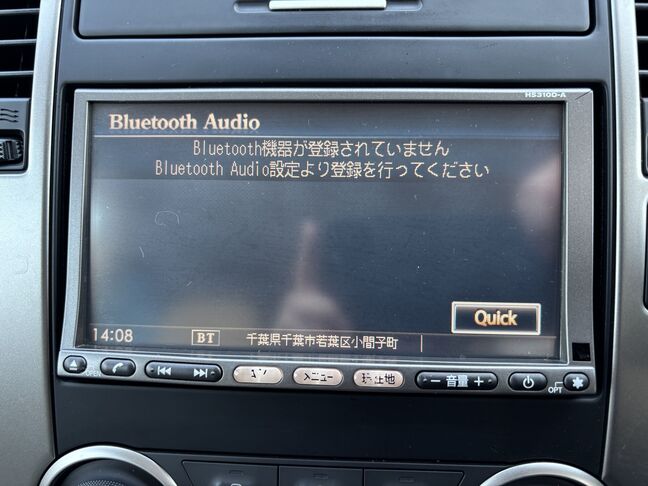 HS310D-A
Bluetooth Audio
Bluetooth機器が登録されていません
Bluetooth Audio設定より登録を行ってください
Quick
14:08
BT
千葉県千葉市若葉区小間子町
メニュー
現在地
− 音量 +
OPT